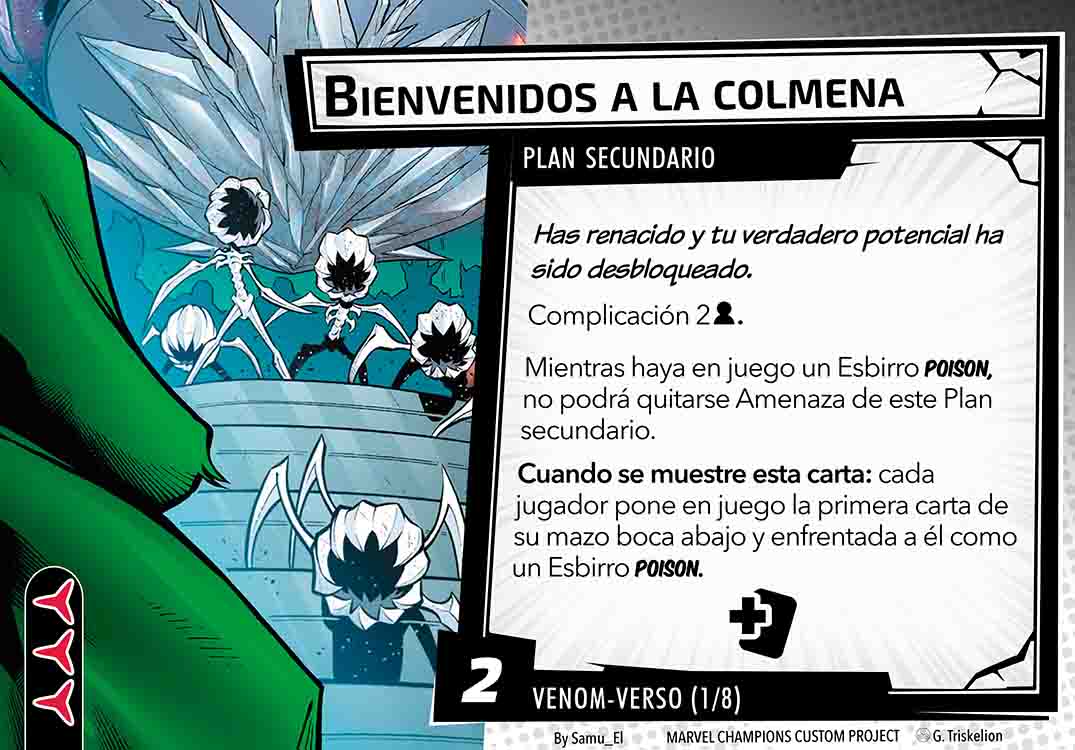 Bienvenidos a la colmena
PLAN SECUNDARIO
Has renacido y tu verdadero potencial ha
sido desbloqueado.
Complicación 2.
Mientras haya en juego un Esbirro POISON,
no podrá quitarse Amenaza de este Plan
secundario.
Cuando se muestre esta carta: cada
jugador pone en juego la primera carta de
su mazo boca abajo y enfrentada a él como
un Esbirro POISON.
2
VENOM-VERSO (1/8)
By Samu_El MARVEL CHAMPIONS CUSTOM PROJECT G. Triskelion